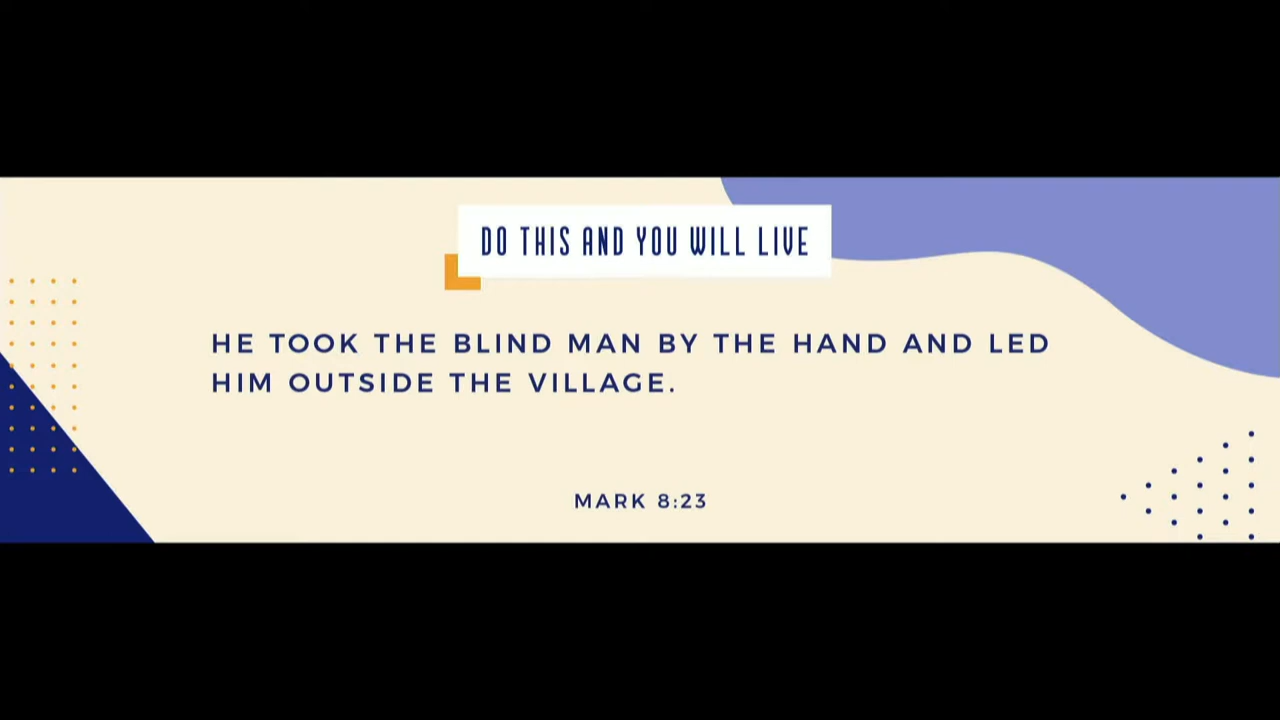 DO THIS AND YOU WILL LIVE
HE TOOK THE BLIND MAN BY THE HAND AND LED
HIM OUTSIDE THE VILLAGE.
MARK 8:23